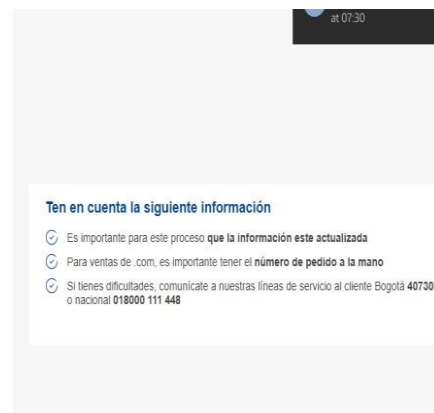 at 07:30
Ten en cuenta la siguiente información
Es importante para este proceso que la información este actualizada
Para ventas de .com, es importante tener el número de pedido a la mano
Si tienes dificultades, comunícate a nuestras líneas de servicio al cliente Bogotá 40730
o nacional 018000 111 448